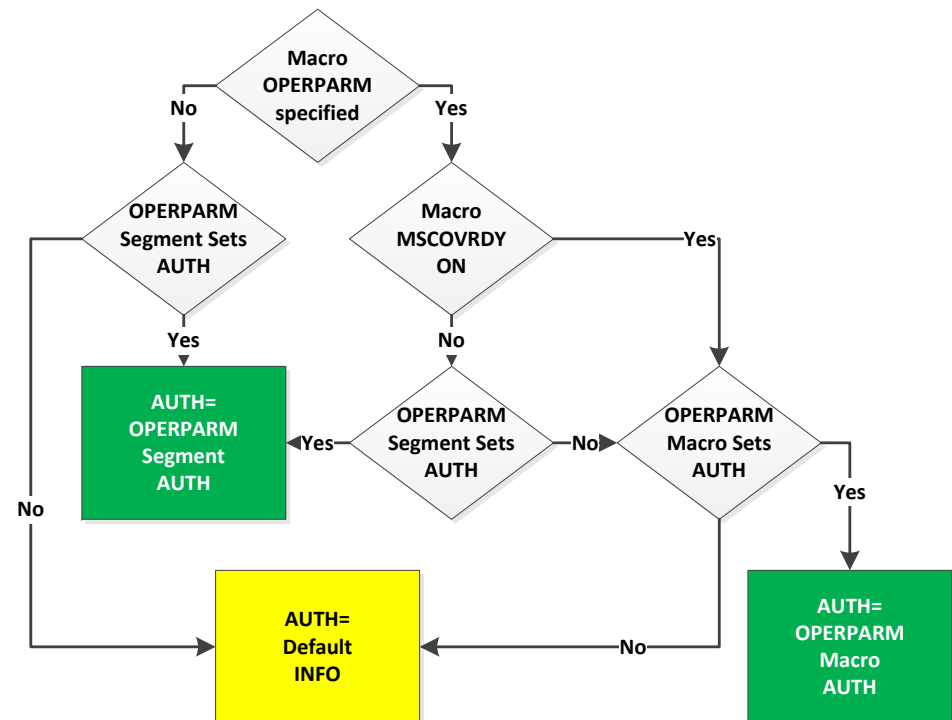 Macro
OPERPARM
specified
No
Yes
OPERPARM
Segment Sets
AUTH
Macro
MSCOVRDY
ON
Yes
Yes
No
AUTH=
OPERPARM
Segment
AUTH
Yes
OPERPARM
Segment Sets
AUTH
No
OPERPARM
Macro Sets
AUTH
Yes
No
AUTH=
Default
INFO
No
AUTH=
OPERPARM
Macro
AUTH